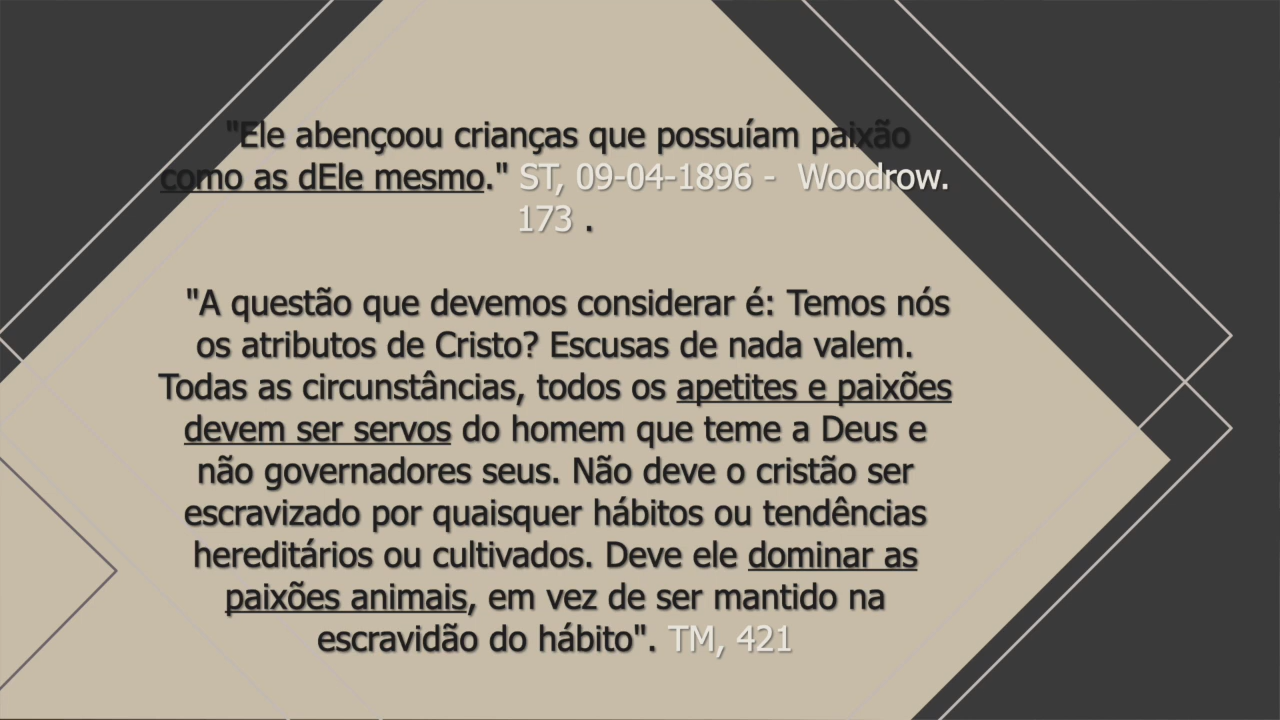 "Ele abençoou crianças que possuíam paixão
como as dEle mesmo." ST, 09-04-1896 - Woodrow.
173 .
"A questão que devemos considerar é: Temos nós
os atributos de Cristo? Escusas de nada valem.
Todas as circunstâncias, todos os apetites e paixões
devem ser servos do homem que teme a Deus e
não governadores seus. Não deve o cristão ser
escravizado por quaisquer hábitos ou tendências
hereditários ou cultivados. Deve ele dominar as
paixões animais, em vez de ser mantido na
escravidão do hábito". TM, 421